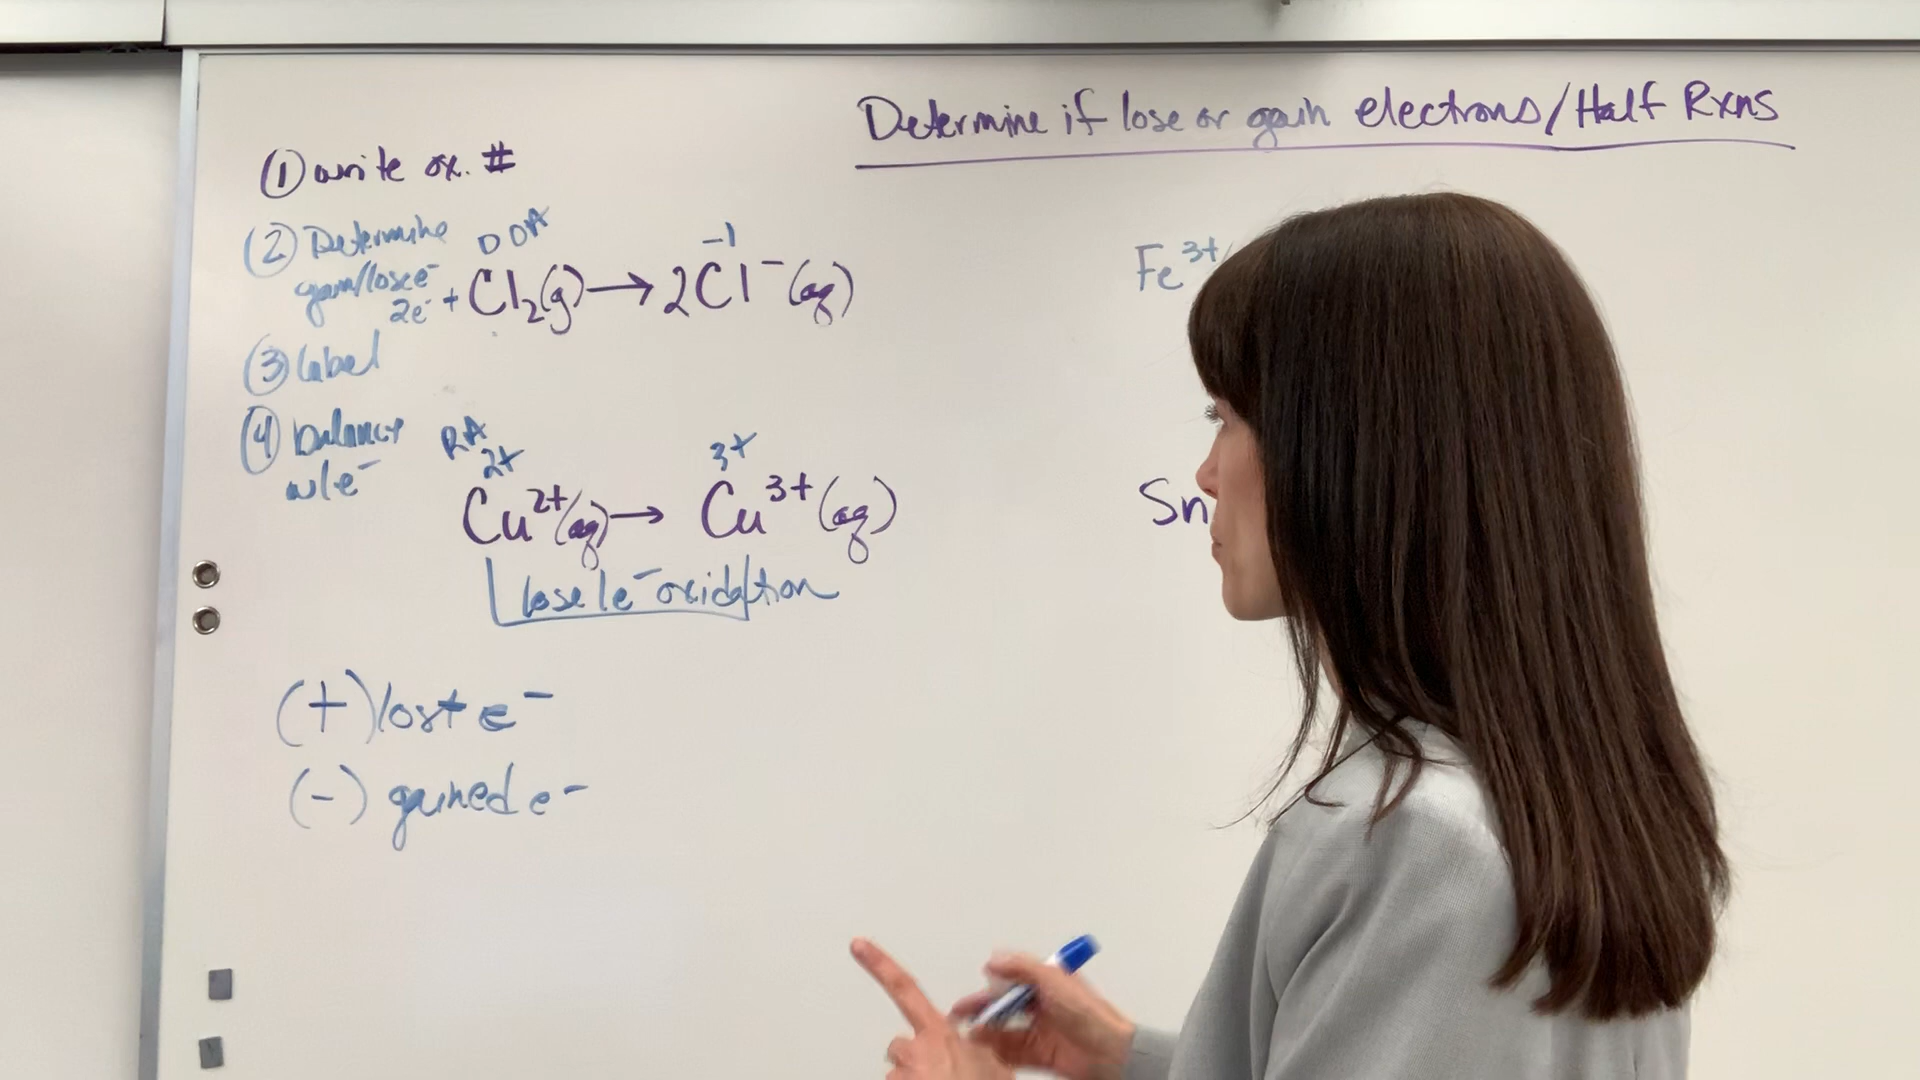 Determine if lose or gain electrons/Half Rxns
① write ox. #
② Determine
gain/lose e⁻
0 OA
-1
2e⁻ + Cl₂(g) → 2Cl⁻(aq)
③ label
④ balance
w/e⁻
RA
2+ 3+
Cu²⁺(aq) → Cu³⁺(aq)
lose 1e⁻ oxidation
(+) lost e⁻
(-) gained e⁻
Fe³⁺
Sn